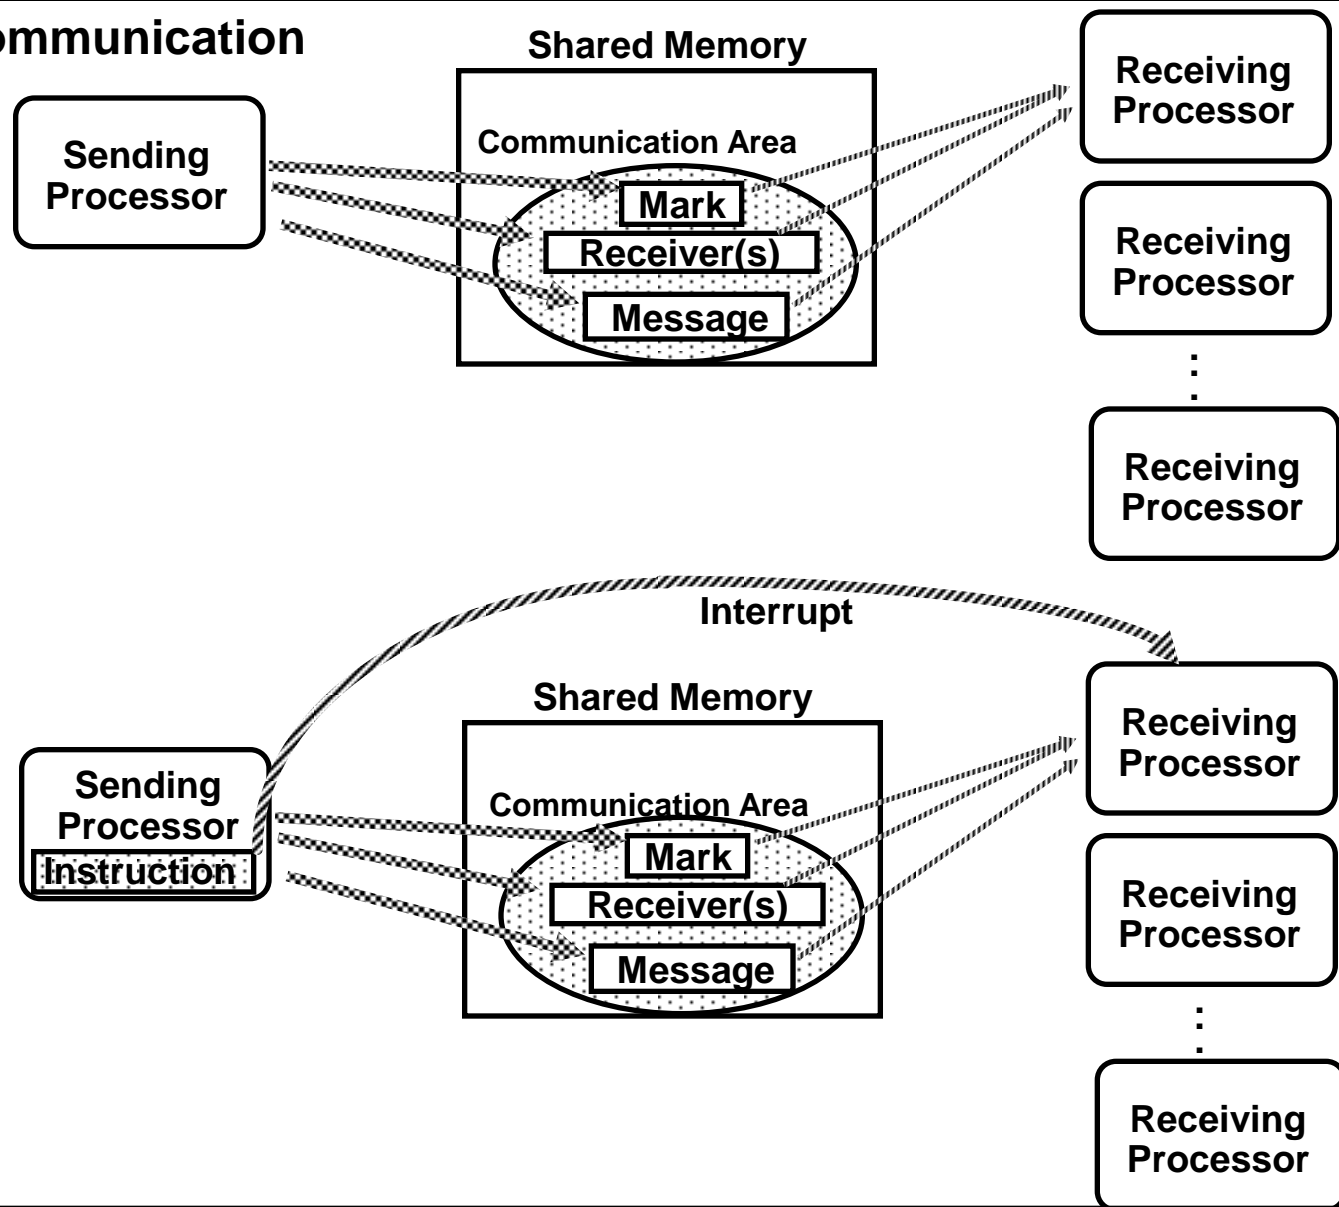 ommunication
Shared Memory
Receiving
Processor
Sending
Processor
Communication Area
Mark
Receiver(s)
Message
Receiving
Processor
Receiving
Processor
Interrupt
Shared Memory
Receiving
Processor
Sending
Processor
Instruction
Communication Area
Mark
Receiver(s)
Message
Receiving
Processor
Receiving
Processor